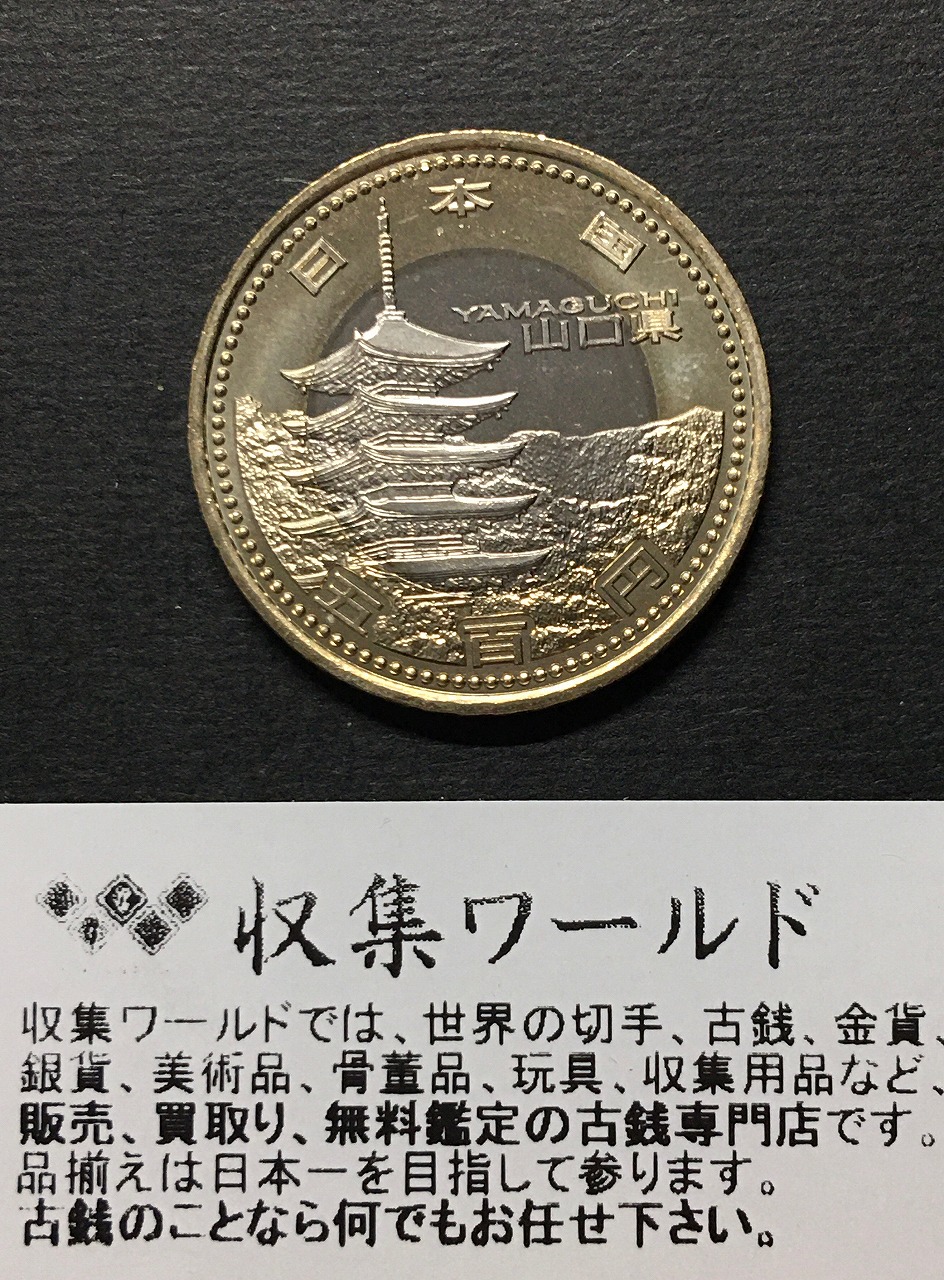 日本国
YAMAGUCHI
山口県
五百円
収集ワールド
収集ワールドでは、世界の切手、古銭、金貨、
銀貨、美術品、骨董品、玩具、収集用品など、
販売、買取り、無料鑑定の古銭専門店です。
品揃えは日本一を目指して参ります。
古銭のことなら何でもお任せ下さい。